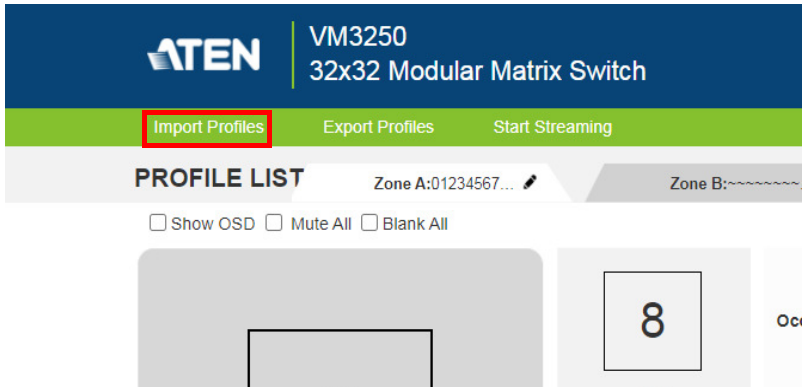 ATEN
VM3250
32x32 Modular Matrix Switch
Import Profiles Export Profiles Start Streaming
PROFILE LIST Zone A:01234567... Zone B:~~~~~~~~
Show OSD Mute All Blank All
8